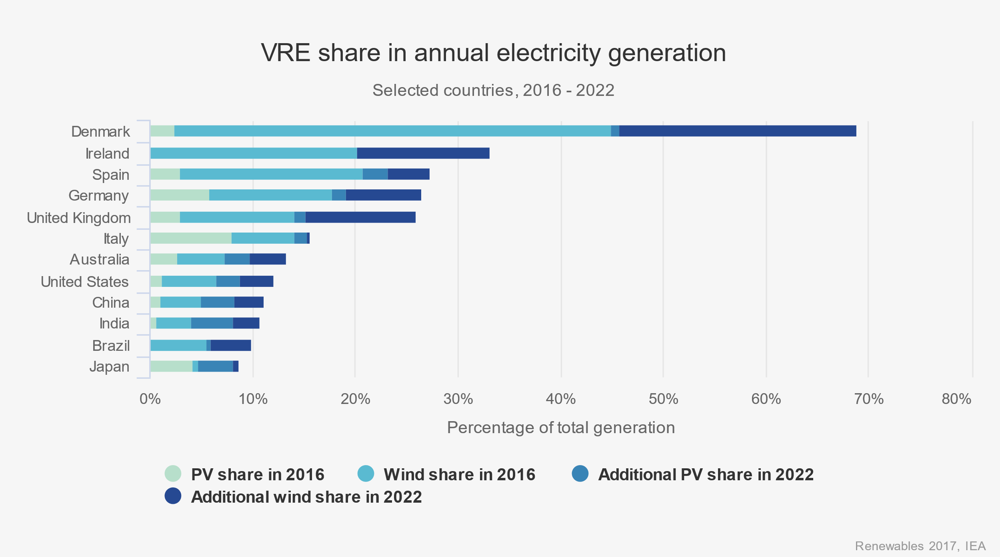 VRE share in annual electricity generation
Selected countries, 2016 - 2022
Denmark
Ireland
Spain
Germany
United Kingdom
Italy
Australia
United States
China
India
Brazil
Japan
0% 10% 20% 30% 40% 50% 60% 70% 80%
Percentage of total generation
PV share in 2016 Wind share in 2016 Additional PV share in 2022
Additional wind share in 2022
Renewables 2017, IEA